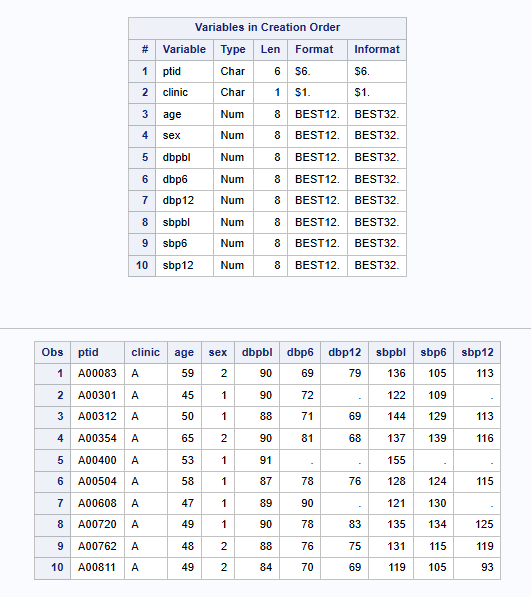 Variables in Creation Order
# Variable Type Len Format Informat
1 ptid Char 6 $6. $6.
2 clinic Char 1 $1. $1.
3 age Num 8 BEST12. BEST32.
4 sex Num 8 BEST12. BEST32.
5 dbpbl Num 8 BEST12. BEST32.
6 dbp6 Num 8 BEST12. BEST32.
7 dbp12 Num 8 BEST12. BEST32.
8 sbpbl Num 8 BEST12. BEST32.
9 sbp6 Num 8 BEST12. BEST32.
10 sbp12 Num 8 BEST12. BEST32.
Obs ptid clinic age sex dbpbl dbp6 dbp12 sbpbl sbp6 sbp12
1 A00083 A 59 2 90 69 79 136 105 113
2 A00301 A 45 1 90 72 . 122 109 .
3 A00312 A 50 1 88 71 69 144 129 113
4 A00354 A 65 2 90 81 68 137 139 116
5 A00400 A 53 1 91 . . 155 . .
6 A00504 A 58 1 87 78 76 128 124 115
7 A00608 A 47 1 89 90 . 121 130 .
8 A00720 A 49 1 90 78 83 135 134 125
9 A00762 A 48 2 88 76 75 131 115 119
10 A00811 A 49 2 84 70 69 119 105 93